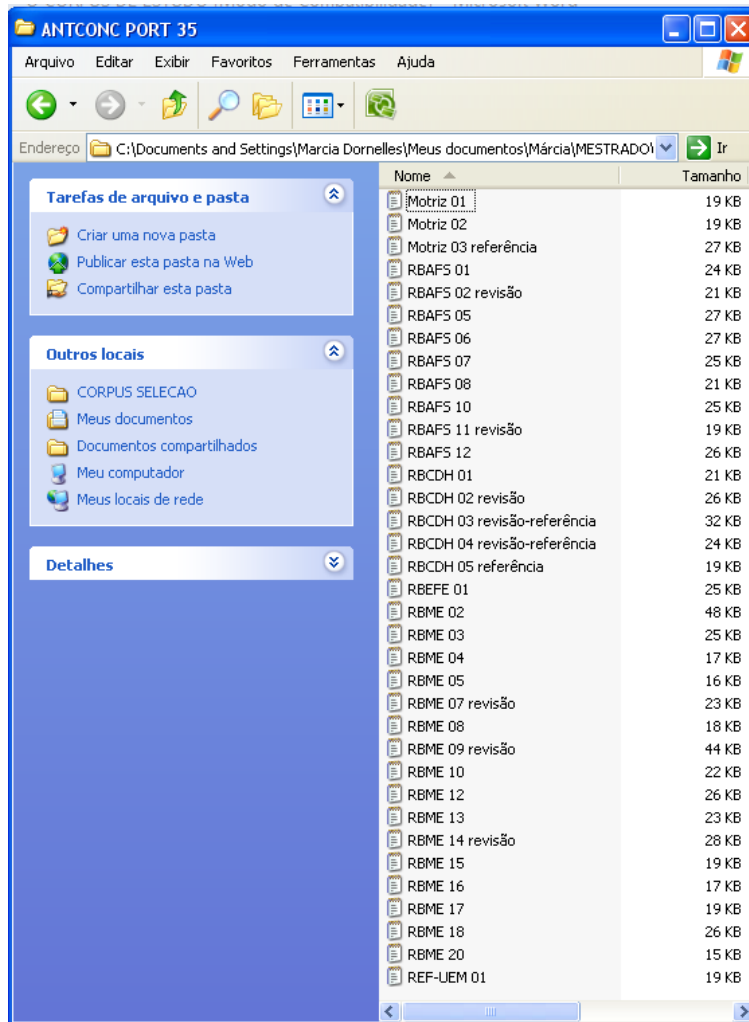 O CORPUS DE ESTUDO [Modo de Compatibilidade] - Microsoft Word
ANTCONC PORT 35
Arquivo Editar Exibir Favoritos Ferramentas Ajuda
Endereço C:\Documents and Settings\Marcia Dornelles\Meus documentos\Márcia\MESTRADO\ Ir
Tarefas de arquivo e pasta
Criar uma nova pasta
Publicar esta pasta na Web
Compartilhar esta pasta
Outros locais
CORPUS SELECAO
Meus documentos
Documentos compartilhados
Meu computador
Meus locais de rede
Detalhes
Nome Tamanho
Motriz 01 19 KB
Motriz 02 19 KB
Motriz 03 referência 27 KB
RBAFS 01 24 KB
RBAFS 02 revisão 21 KB
RBAFS 05 27 KB
RBAFS 06 27 KB
RBAFS 07 25 KB
RBAFS 08 21 KB
RBAFS 10 25 KB
RBAFS 11 revisão 19 KB
RBAFS 12 26 KB
RBCDH 01 21 KB
RBCDH 02 revisão 26 KB
RBCDH 03 revisão-referência 32 KB
RBCDH 04 revisão-referência 24 KB
RBCDH 05 referência 19 KB
RBEFE 01 25 KB
RBME 02 48 KB
RBME 03 25 KB
RBME 04 17 KB
RBME 05 16 KB
RBME 07 revisão 23 KB
RBME 08 18 KB
RBME 09 revisão 44 KB
RBME 10 22 KB
RBME 12 26 KB
RBME 13 23 KB
RBME 14 revisão 28 KB
RBME 15 19 KB
RBME 16 17 KB
RBME 17 19 KB
RBME 18 26 KB
RBME 20 15 KB
REF-UEM 01 19 KB